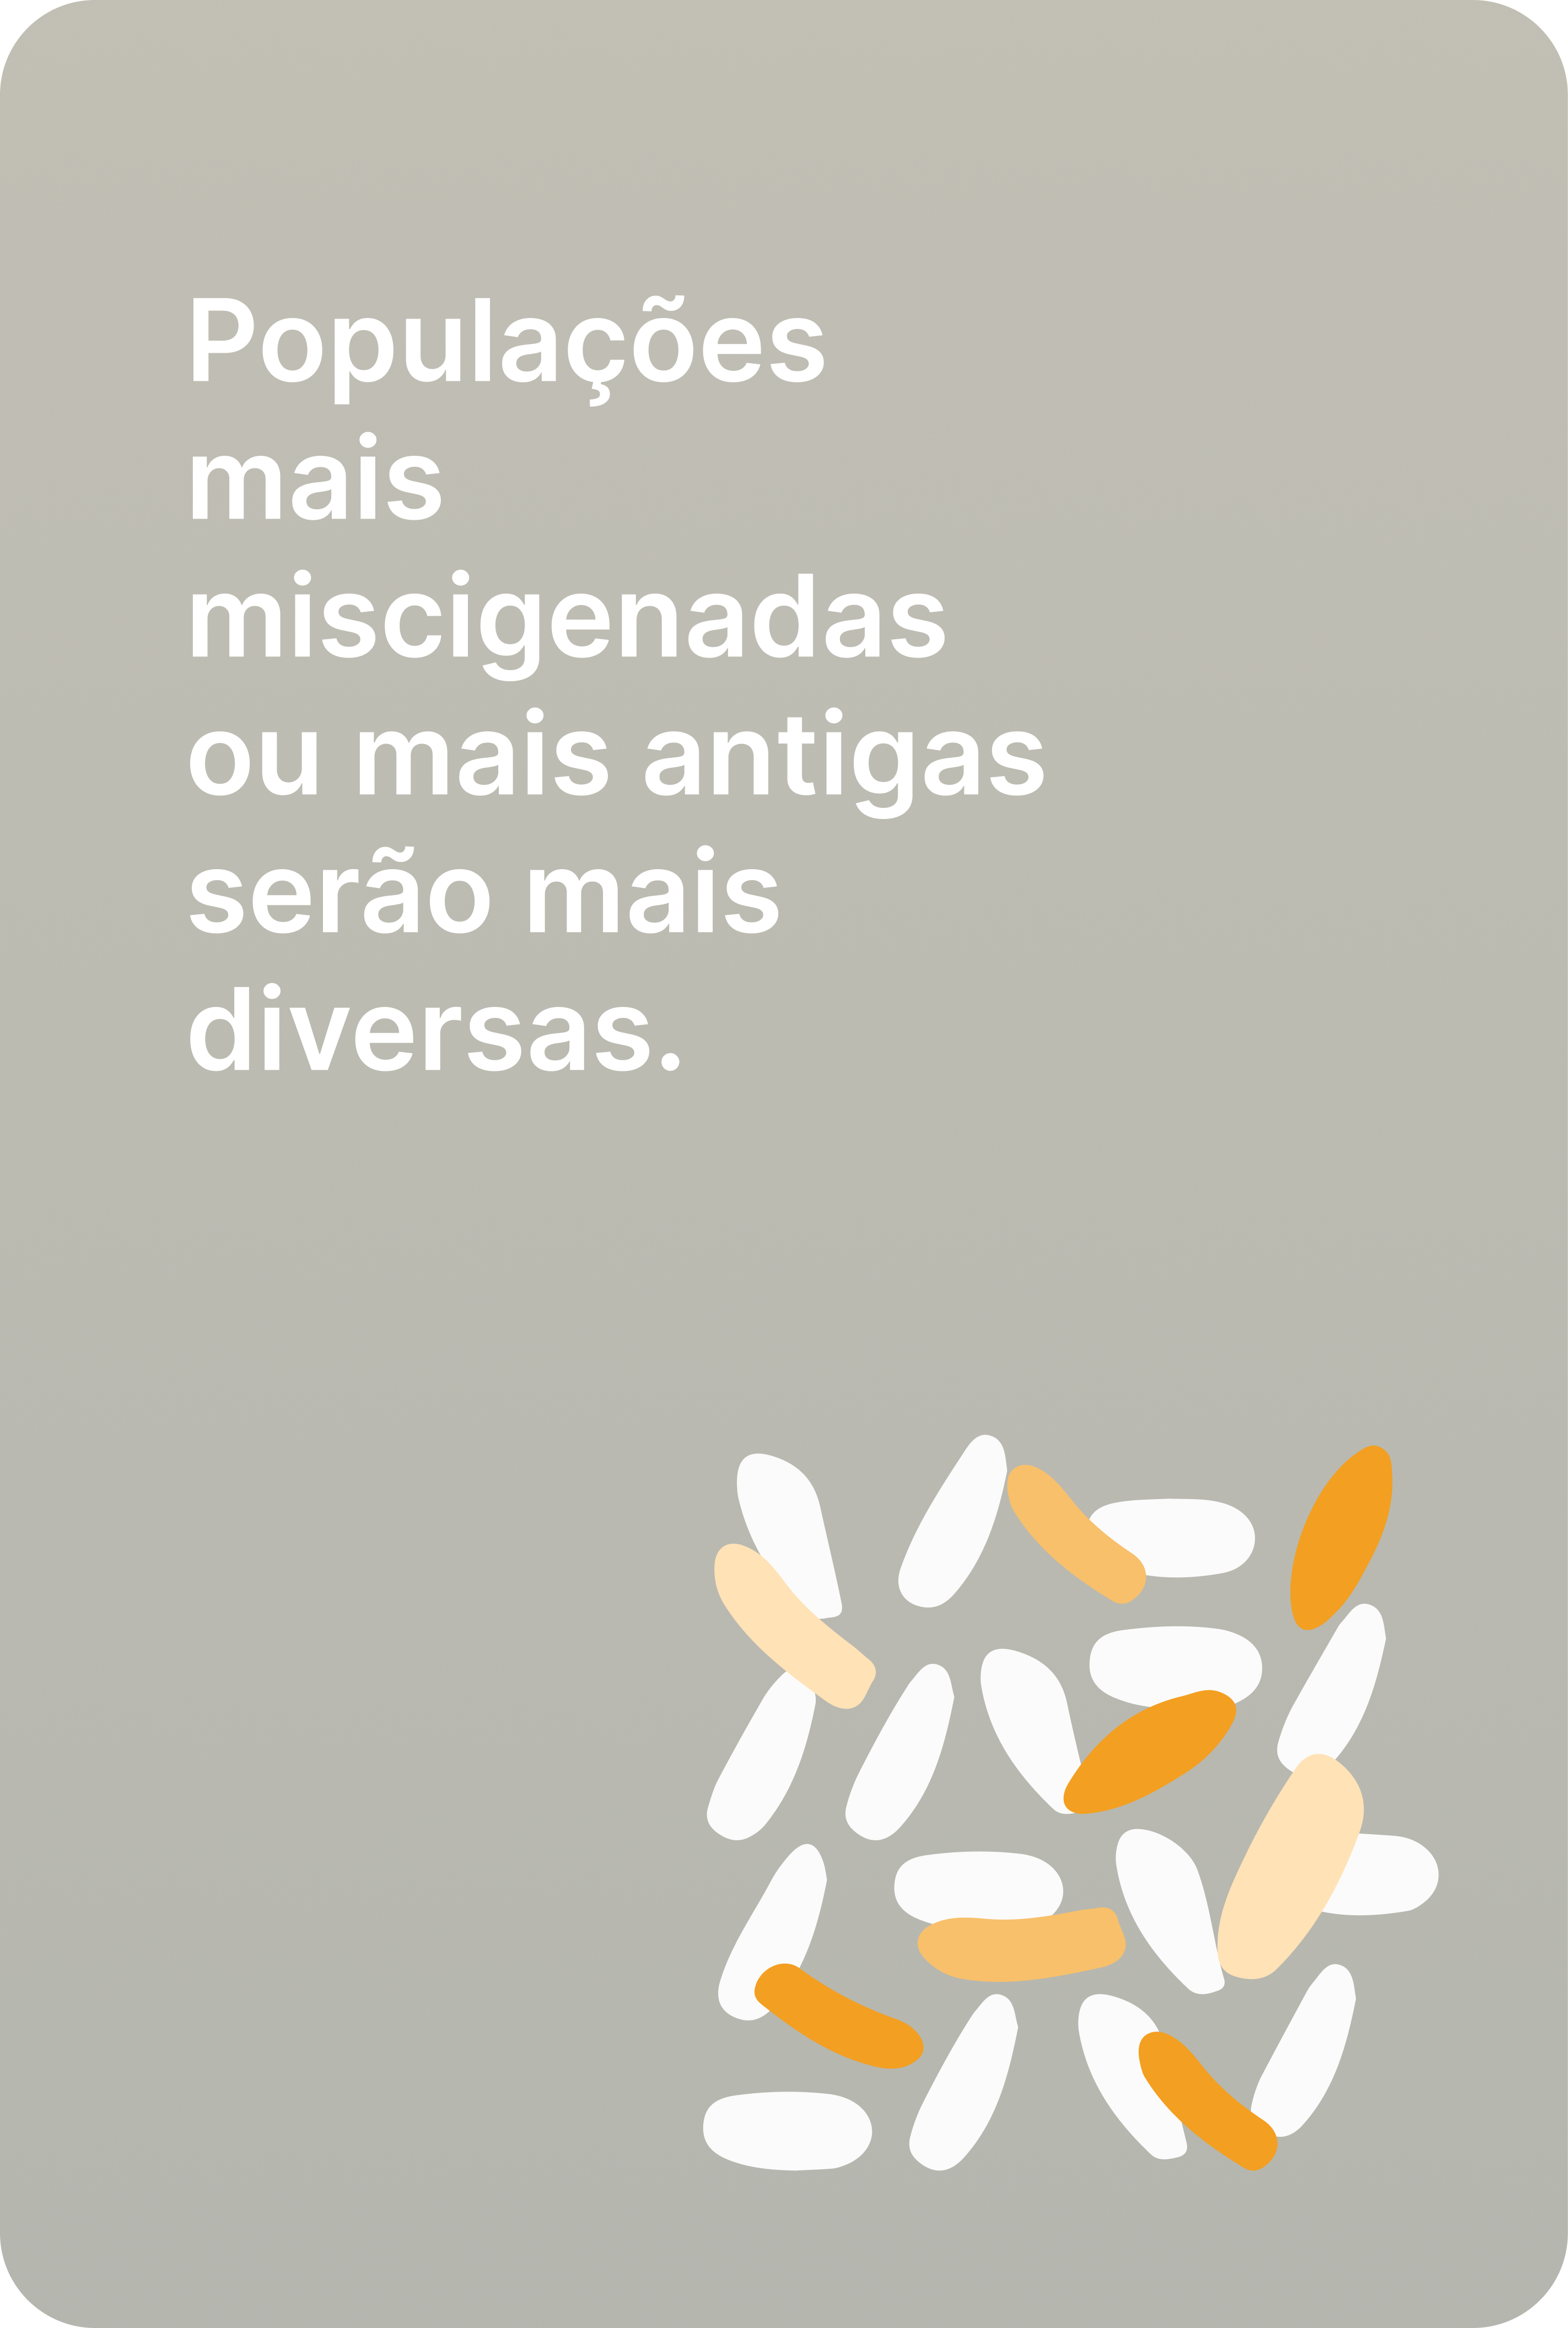 Populações
mais
miscigenadas
ou mais antigas
serão mais
diversas.